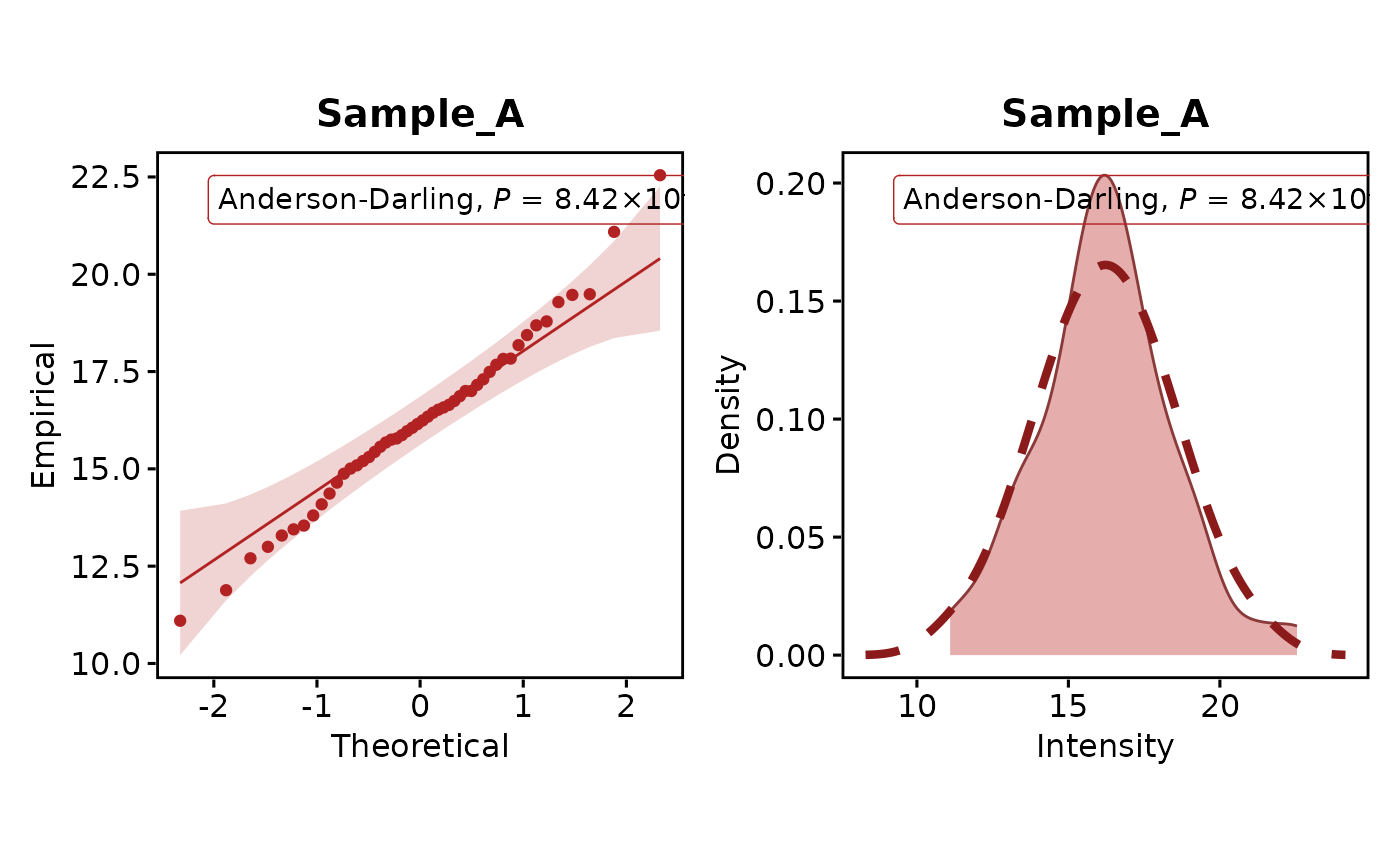 Sample_A
Anderson-Darling, P = 8.42×10
Empirical
22.5
20.0
17.5
15.0
12.5
10.0
-2 -1 0 1 2
Theoretical
Sample_A
Anderson-Darling, P = 8.42×10
Density
0.20
0.15
0.10
0.05
0.00
10 15 20
Intensity